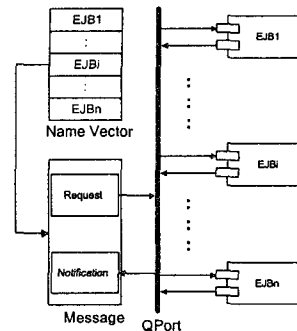 EJB1
:
EJBi
:
EJBn
Name Vector
Request
Notification
Message
QPort
EJB1
EJBi
EJBn